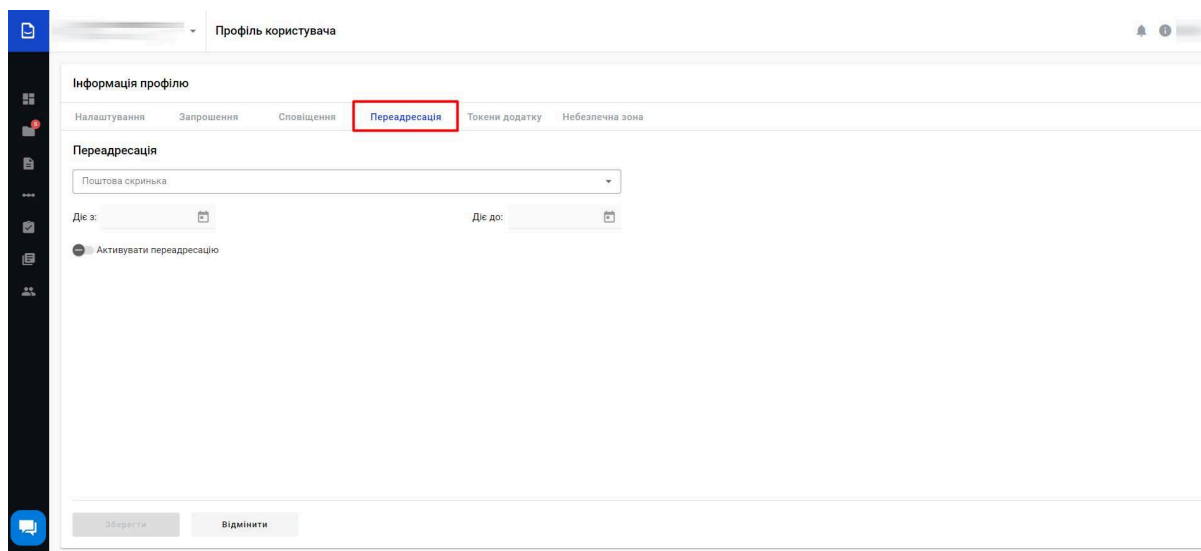 Профіль користувача
Інформація профілю
Налаштування Запрошення Сповіщення Переадресація Токени додатку Небезпечна зона
Переадресація
Поштова скринька
Діє з: Діє до:
Активувати переадресацію
Зберегти Відмінити